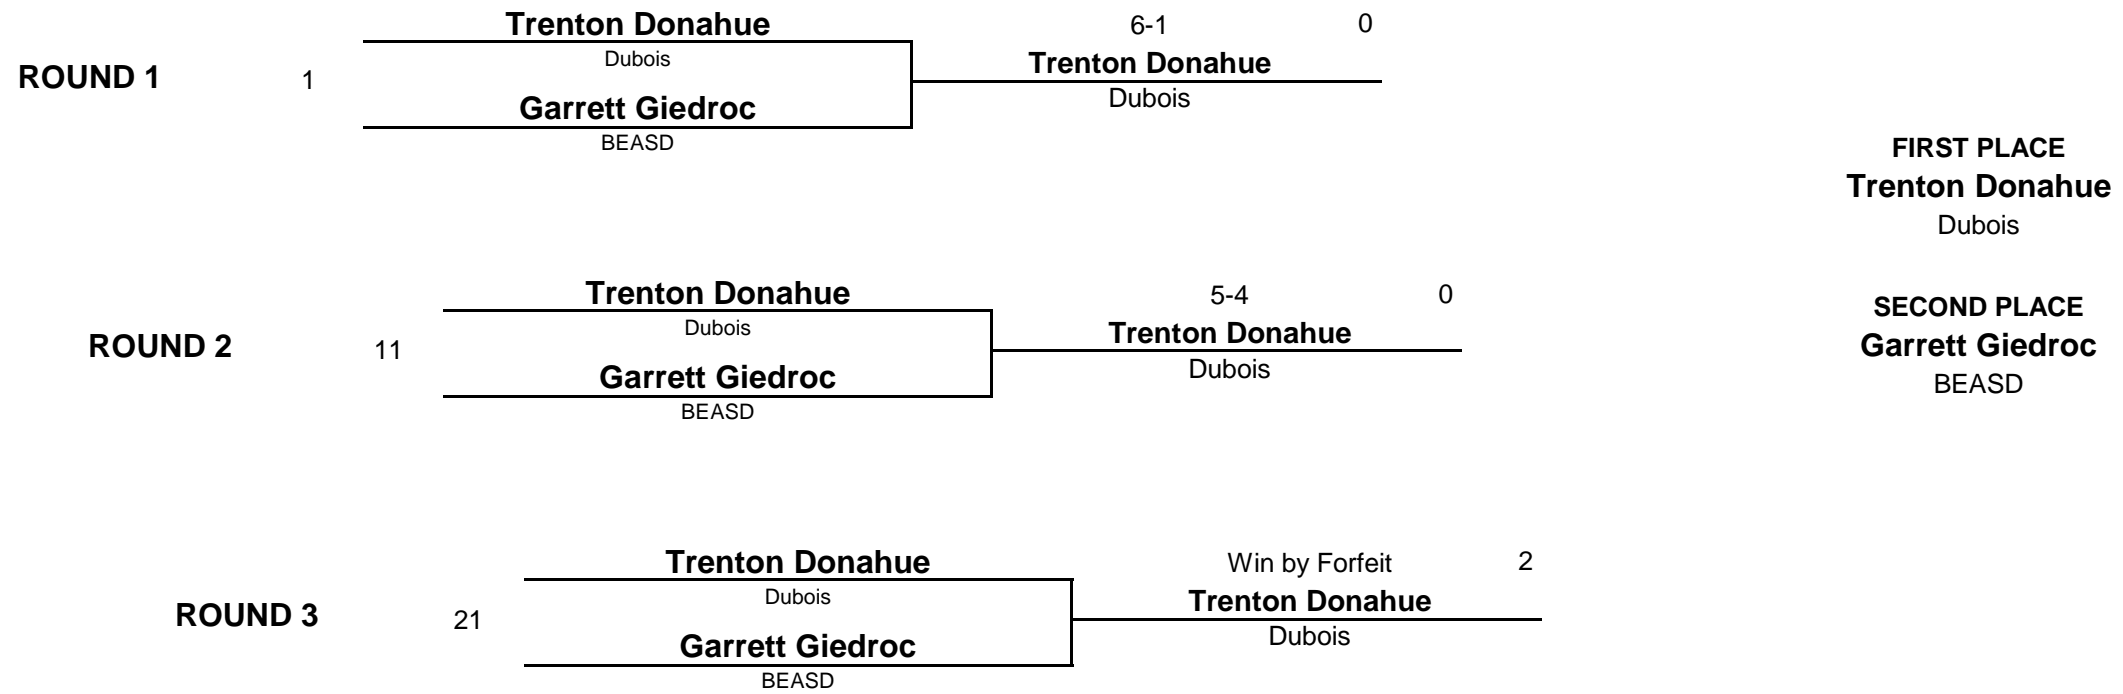 Trenton Donahue
6-1
0
Dubois
Trenton Donahue
ROUND 1
1
Dubois
Garrett Giedroc
BEASD
FIRST PLACE
Trenton Donahue
Dubois
Trenton Donahue
5-4
0
SECOND PLACE
Dubois
Trenton Donahue
Garrett Giedroc
ROUND 2
11
Dubois
Garrett Giedroc
BEASD
BEASD
Trenton Donahue
Win by Forfeit
2
Dubois
Trenton Donahue
ROUND 3
21
Dubois
Garrett Giedroc
BEASD